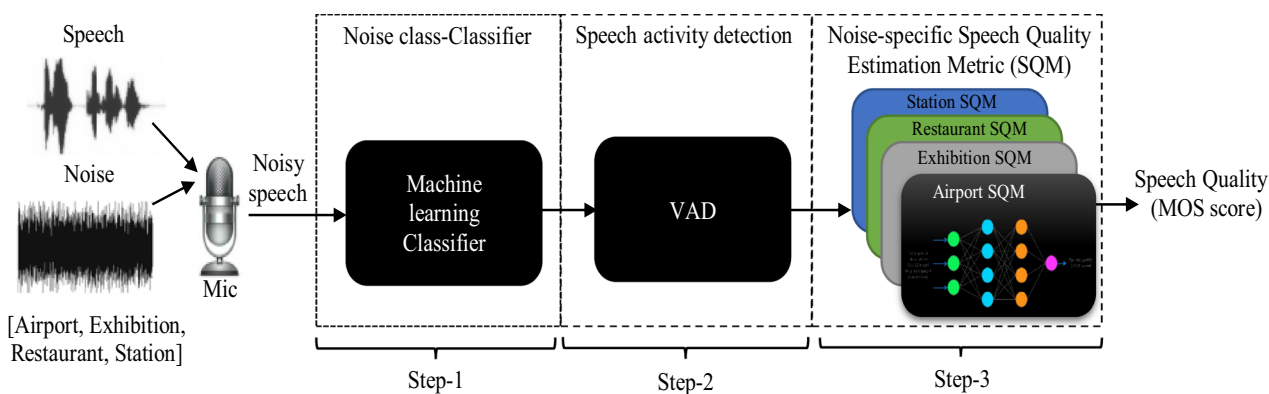 Speech
Noise
[Airport, Exhibition,
Restaurant, Station]
Mic
Noisy
speech
Noise class-Classifier
Machine
learning
Classifier
Step-1
Speech activity detection
VAD
Step-2
Noise-specific Speech Quality
Estimation Metric (SQM)
Station SQM
Restaurant SQM
Exhibition SQM
Airport SQM
Step-3
Speech Quality
(MOS score)